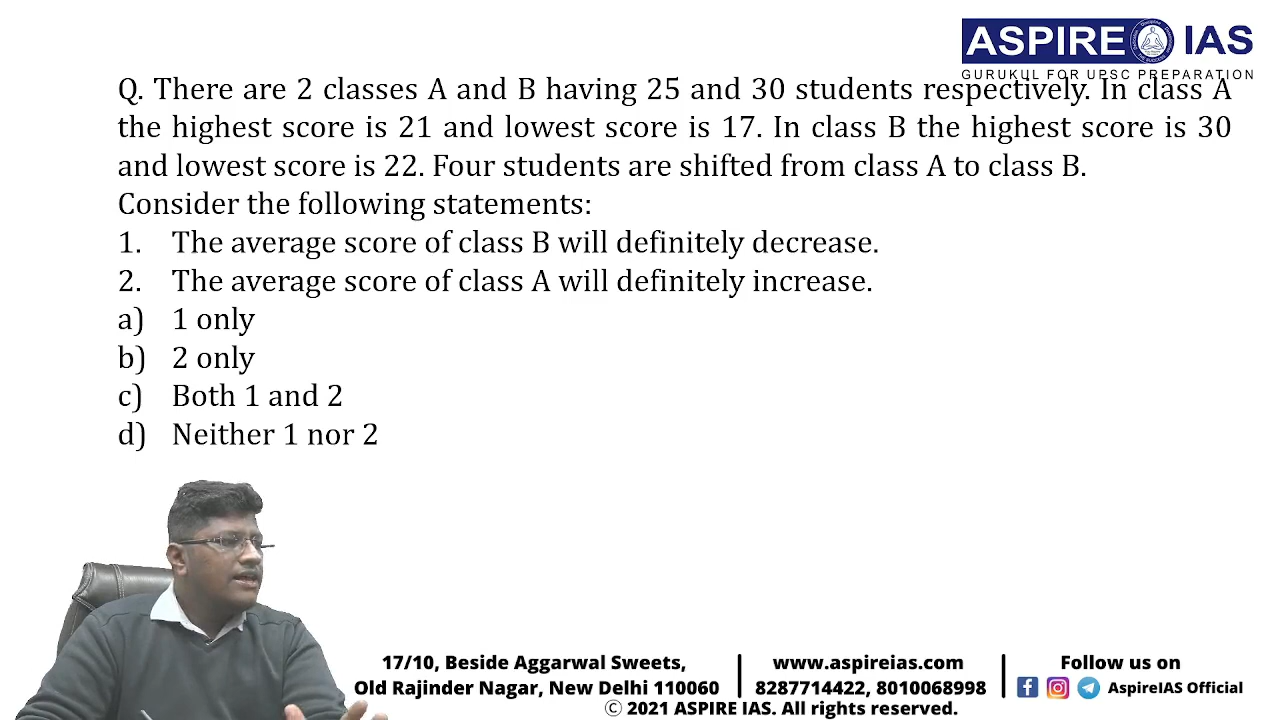 ASPIRE IAS
GURUKUL FOR UPSC PREPARATION
Q. There are 2 classes A and B having 25 and 30 students respectively. In class A
the highest score is 21 and lowest score is 17. In class B the highest score is 30
and lowest score is 22. Four students are shifted from class A to class B.
Consider the following statements:
1. The average score of class B will definitely decrease.
2. The average score of class A will definitely increase.
a) 1 only
b) 2 only
c) Both 1 and 2
d) Neither 1 nor 2
17/10, Beside Aggarwal Sweets,
Old Rajinder Nagar, New Delhi 110060
www.aspireias.com
8287714422, 8010068998
Follow us on
AspireIAS Official
Ⓒ 2021 ASPIRE IAS. All rights reserved.